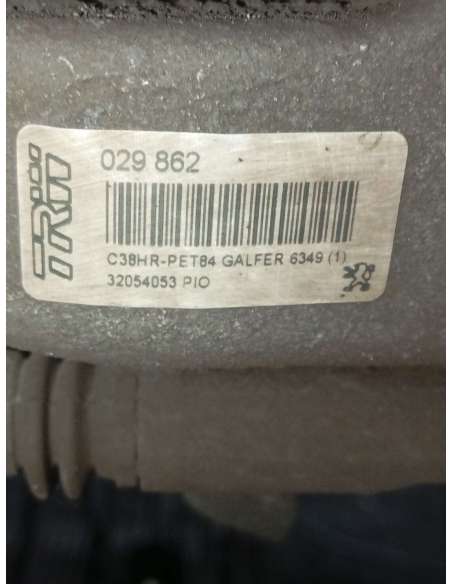 TRW
029 862
C38HR-PET84 GALFER 6349 (1)
32054053 PIO